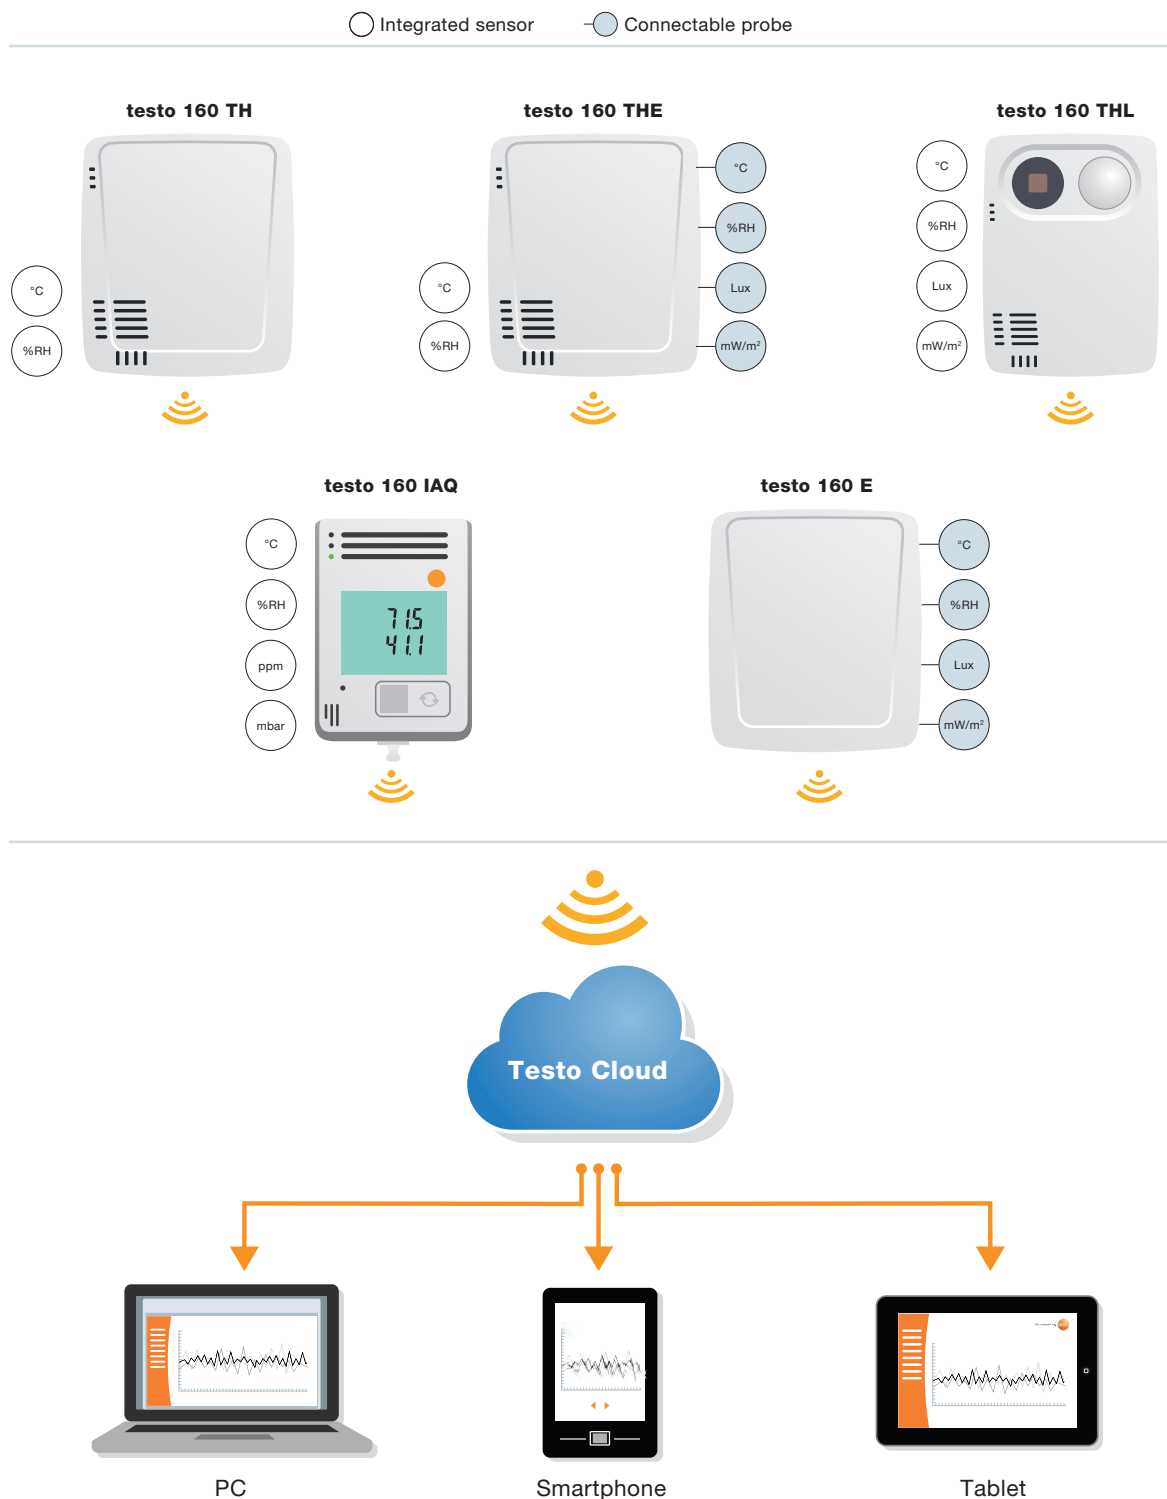 Integrated sensor
Connectable probe
testo 160 TH
°C
%RH
testo 160 THE
°C
%RH
°C
%RH
Lux
mW/m²
testo 160 THL
°C
%RH
Lux
mW/m²
testo 160 IAQ
°C
%RH
ppm
mbar
71.5
41.1
testo 160 E
°C
%RH
Lux
mW/m²
Testo Cloud
PC
Smartphone
Tablet